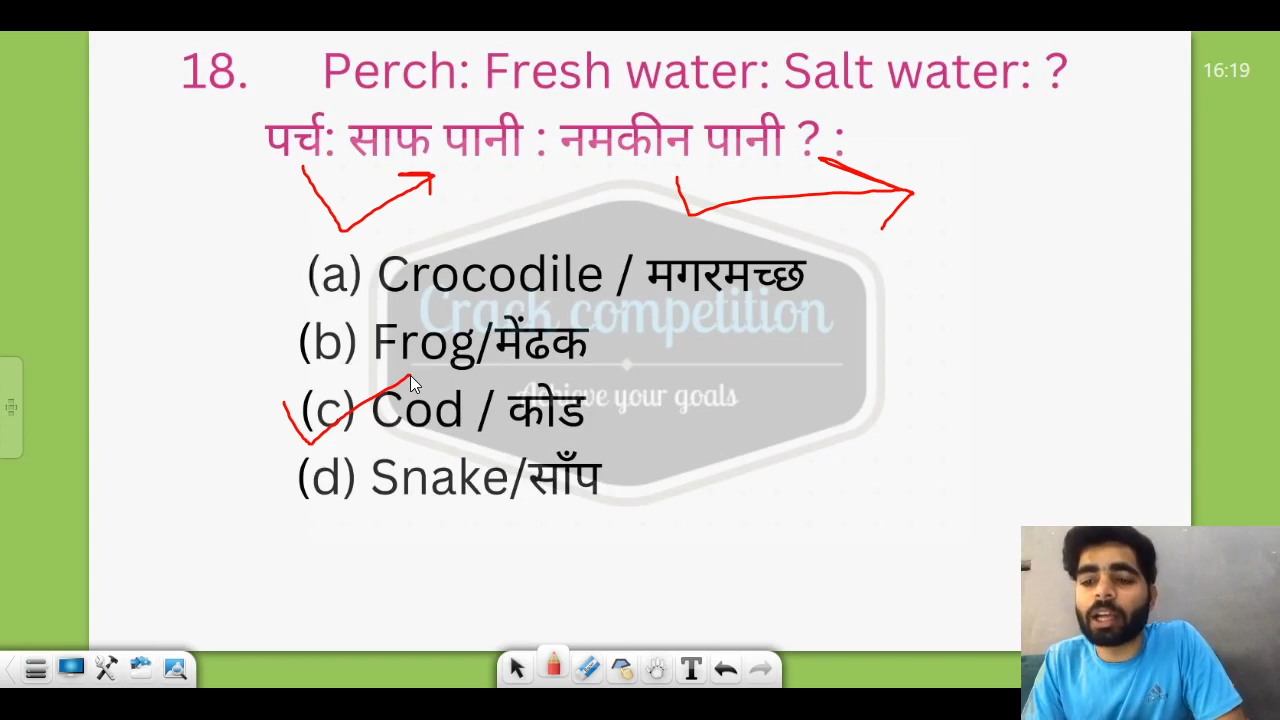 18. Perch: Fresh water: Salt water: ?
16:19
पर्च: साफ पानी : नमकीन पानी ? :
(a) Crocodile / मगरमच्छ
Crack competition
(b) Frog/मेंढक
Achieve your goals
(c) Cod / कोड
(d) Snake/साँप
T